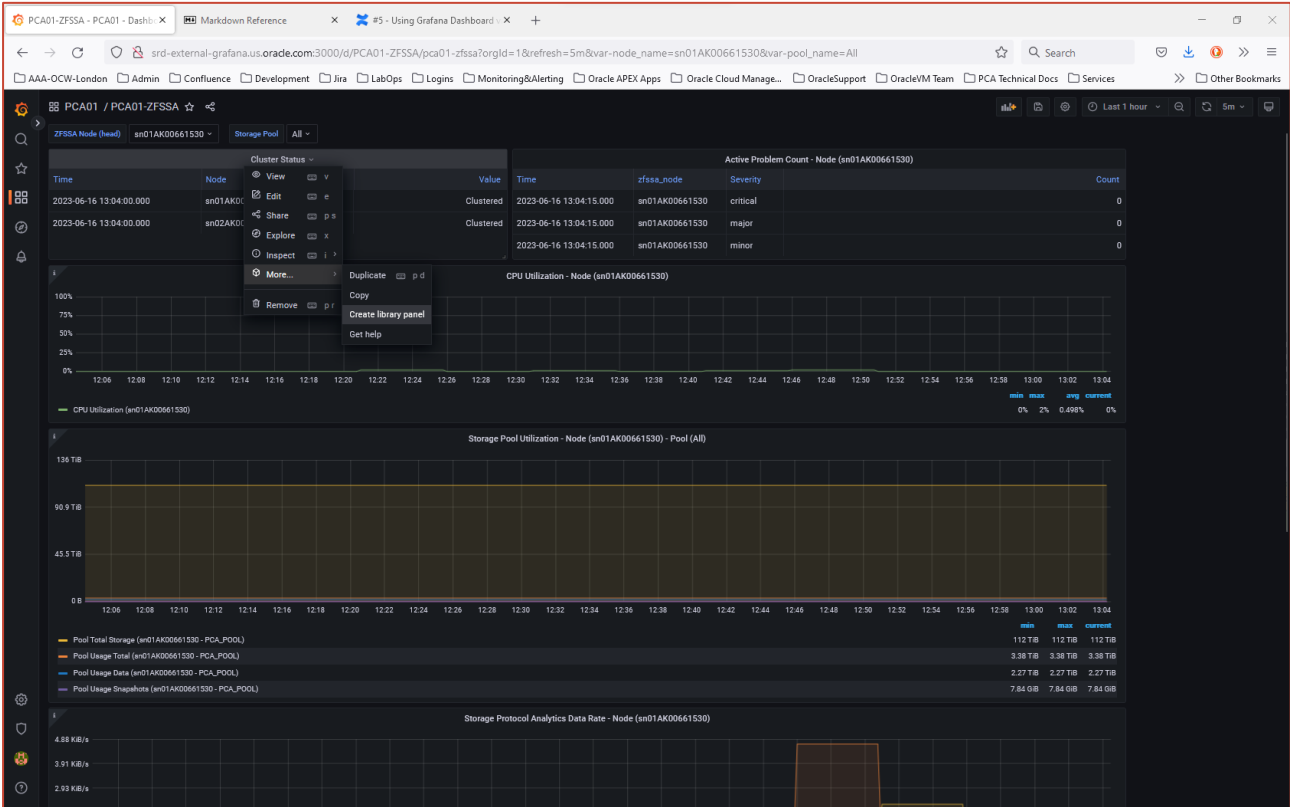 PCA01-ZFSSA - PCA01 - Dashb
Markdown Reference
#5 - Using Grafana Dashboard v
srd-external-grafana.us.oracle.com:3000/d/PCA01-ZFSSA/pca01-zfssa?orgId=1&refresh=5m&var-node_name=sn01AK00661530&var-pool_name=All
Search
AAA-OCW-London Admin Confluence Development Jira LabOps Logins Monitoring&Alerting Oracle APEX Apps Oracle Cloud Manage... OracleSupport OracleVM Team PCA Technical Docs Services Other Bookmarks
PCA01 / PCA01-ZFSSA
Last 1 hour
5m
ZFSSA Node (head) sn01AK00661530 Storage Pool All
Cluster Status
Time Node Value
2023-06-16 13:04:00.000 sn01AK00 Clustered
2023-06-16 13:04:00.000 sn02AK00 Clustered
View v
Edit e
Share p s
Explore x
Inspect i
More...
Remove p r
Duplicate p d
Copy
Create library panel
Get help
Active Problem Count - Node (sn01AK00661530)
Time zfssa_node Severity Count
2023-06-16 13:04:15.000 sn01AK00661530 critical 0
2023-06-16 13:04:15.000 sn01AK00661530 major 0
2023-06-16 13:04:15.000 sn01AK00661530 minor 0
CPU Utilization - Node (sn01AK00661530)
100%
75%
50%
25%
0%
12:06 12:08 12:10 12:12 12:14 12:16 12:18 12:20 12:22 12:24 12:26 12:28 12:30 12:32 12:34 12:36 12:38 12:40 12:42 12:44 12:46 12:48 12:50 12:52 12:54 12:56 12:58 13:00 13:02 13:04
min max avg current
CPU Utilization (sn01AK00661530) 0% 2% 0.498% 0%
Storage Pool Utilization - Node (sn01AK00661530) - Pool (All)
136 TiB
90.9 TiB
45.5 TiB
0 B
12:06 12:08 12:10 12:12 12:14 12:16 12:18 12:20 12:22 12:24 12:26 12:28 12:30 12:32 12:34 12:36 12:38 12:40 12:42 12:44 12:46 12:48 12:50 12:52 12:54 12:56 12:58 13:00 13:02 13:04
min max current
Pool Total Storage (sn01AK00661530 - PCA_POOL) 112 TiB 112 TiB 112 TiB
Pool Usage Total (sn01AK00661530 - PCA_POOL) 3.38 TiB 3.38 TiB 3.38 TiB
Pool Usage Data (sn01AK00661530 - PCA_POOL) 2.27 TiB 2.27 TiB 2.27 TiB
Pool Usage Snapshots (sn01AK00661530 - PCA_POOL) 7.84 GiB 7.84 GiB 7.84 GiB
Storage Protocol Analytics Data Rate - Node (sn01AK00661530)
4.88 KiB/s
3.91 KiB/s
2.93 KiB/s